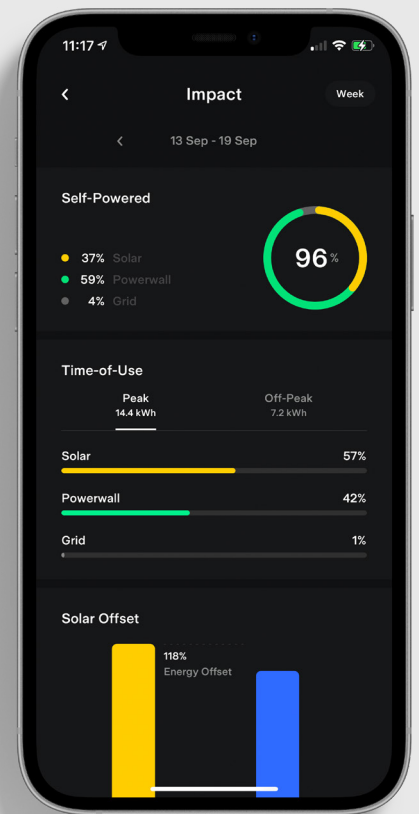 11:17
Impact
Week
13 Sep - 19 Sep
Self-Powered
96%
37% Solar
59% Powerwall
4% Grid
Time-of-Use
Peak
14.4 kWh
Off-Peak
7.2 kWh
Solar 57%
Powerwall 42%
Grid 1%
Solar Offset
118%
Energy Offset